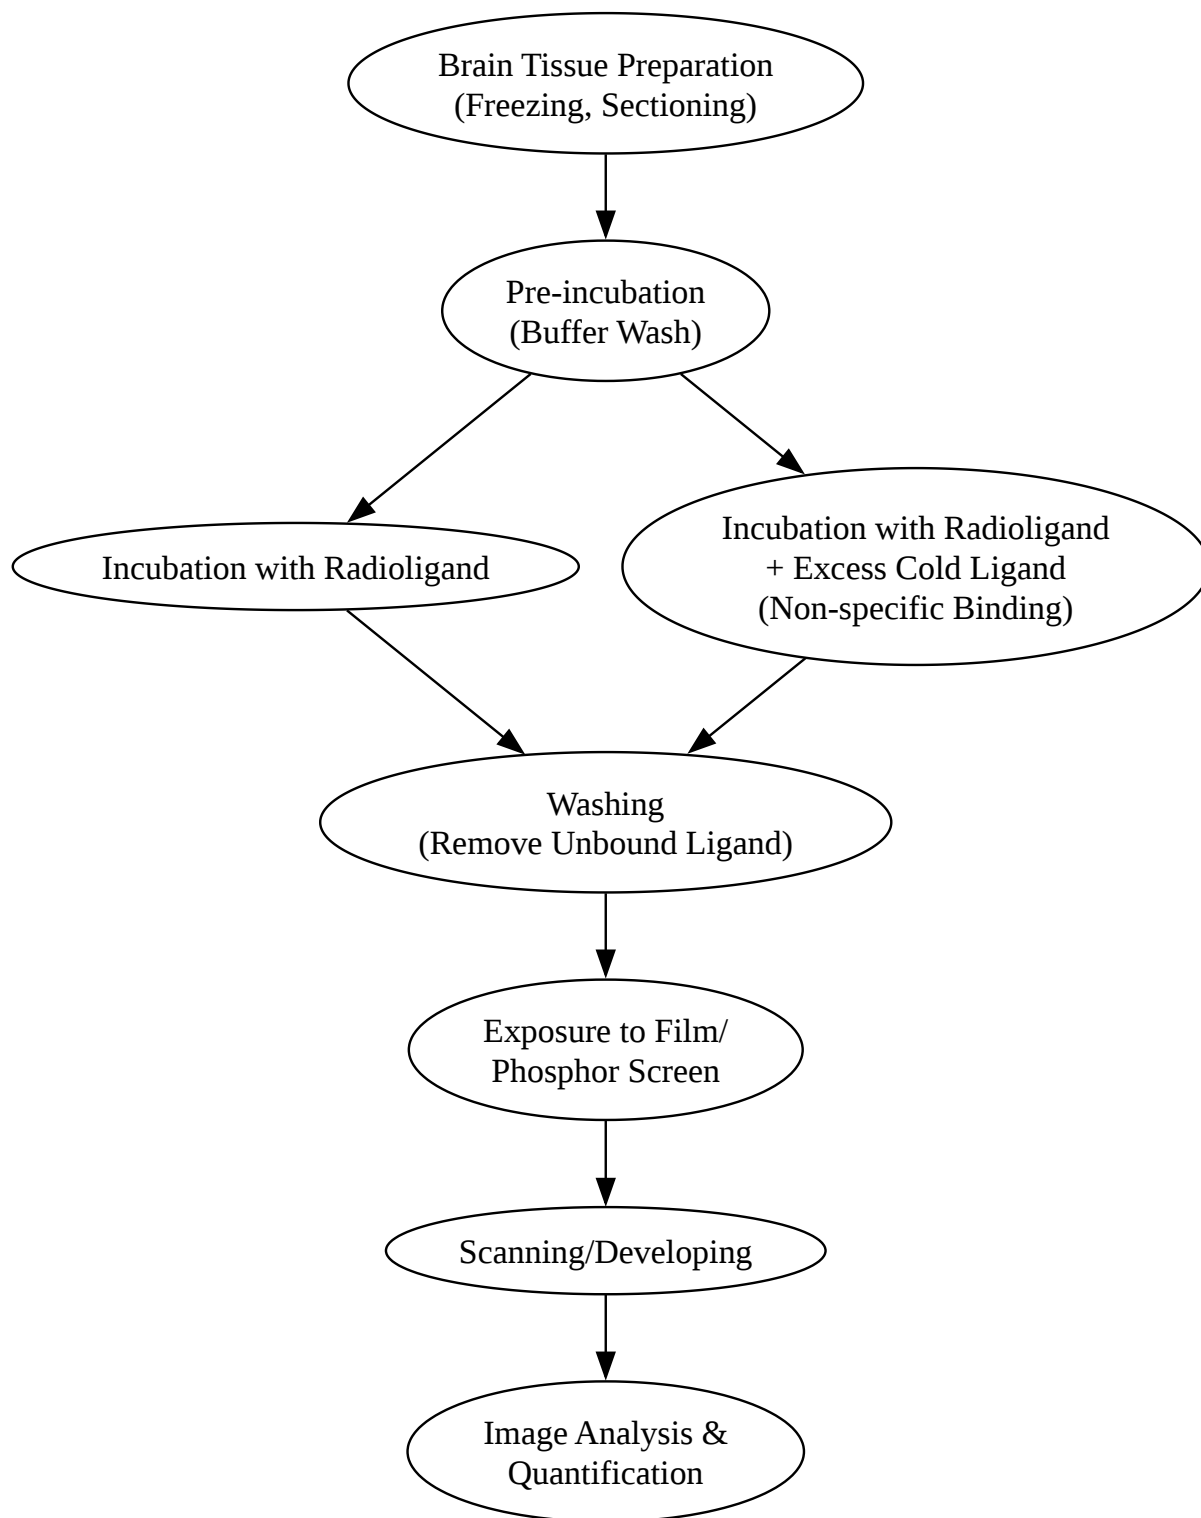 Brain Tissue Preparation
(Freezing, Sectioning)
Pre-incubation
(Buffer Wash)
Incubation with Radioligand
Incubation with Radioligand
+ Excess Cold Ligand
(Non-specific Binding)
Washing
(Remove Unbound Ligand)
Exposure to Film/
Phosphor Screen
Scanning/Developing
Image Analysis &
Quantification